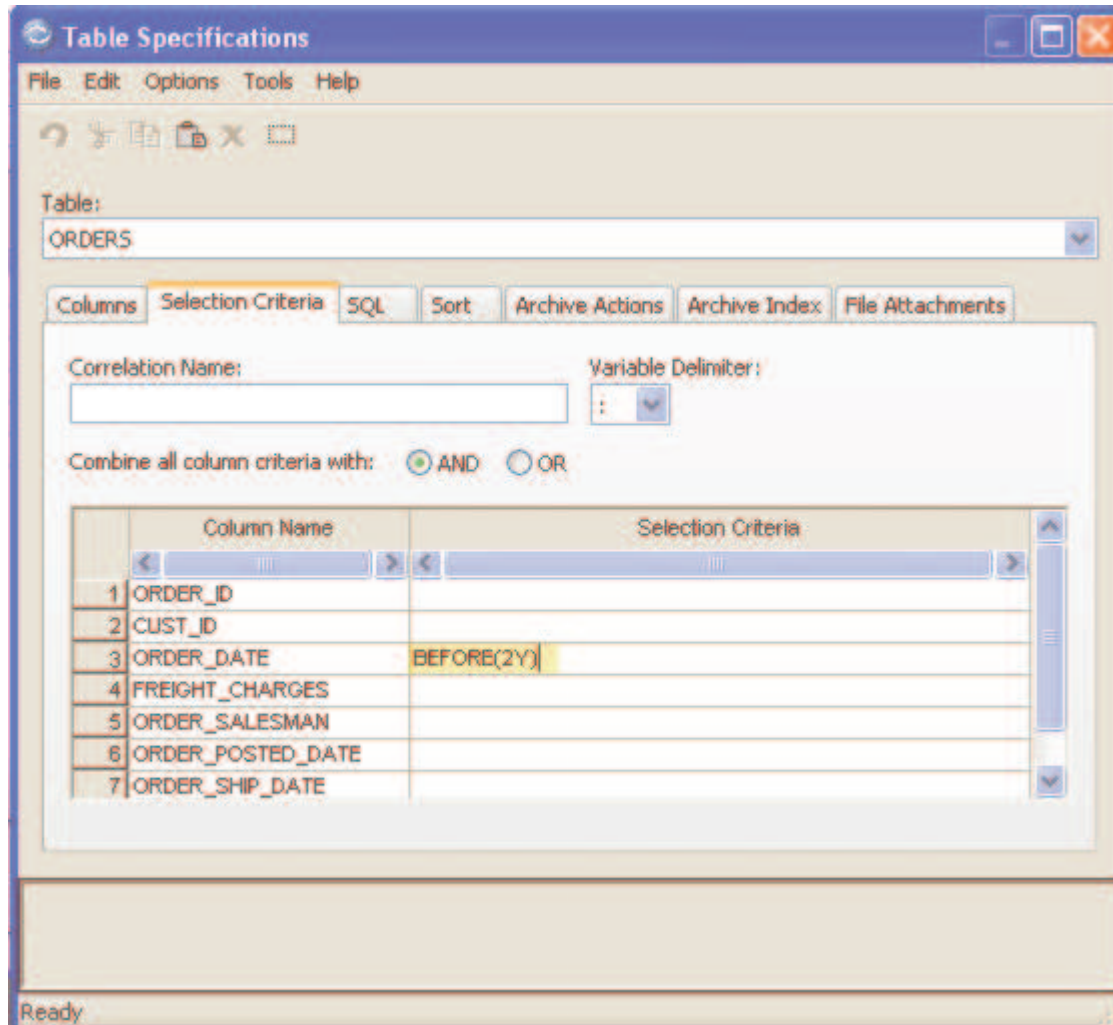 Table Specifications
File Edit Options Tools Help
Table:
ORDERS
Columns Selection Criteria SQL Sort Archive Actions Archive Index File Attachments
Correlation Name: Variable Delimiter:
:
Combine all column criteria with: AND OR
Column Name Selection Criteria
1 ORDER_ID
2 CUST_ID
3 ORDER_DATE BEFORE(2Y)
4 FREIGHT_CHARGES
5 ORDER_SALESMAN
6 ORDER_POSTED_DATE
7 ORDER_SHIP_DATE
Ready